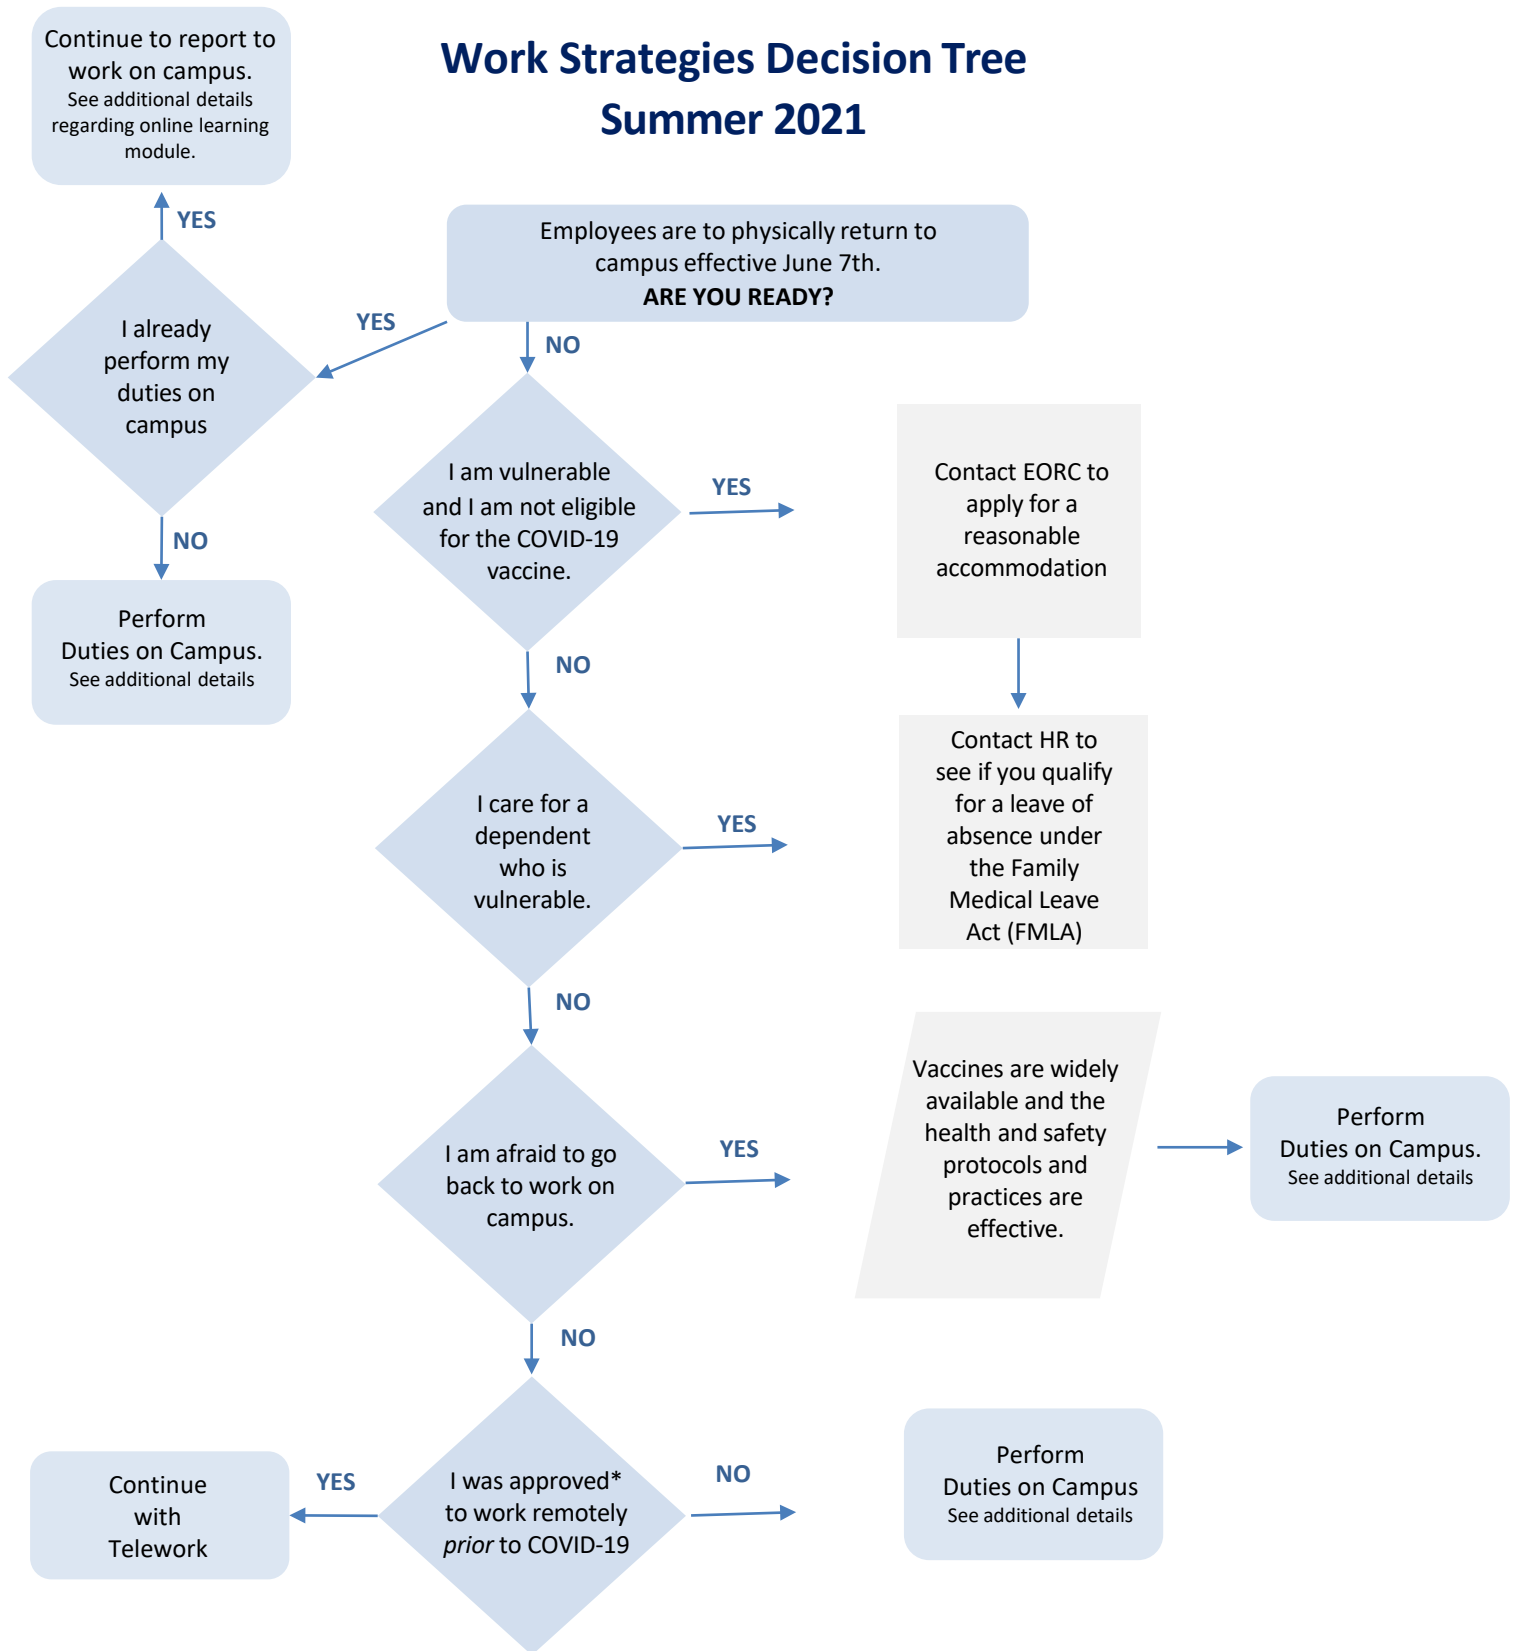 Work Strategies Decision Tree
Summer 2021
Continue to report to
work on campus.
See additional details
regarding online learning
module.
YES
Employees are to physically return to
campus effective June 7th.
ARE YOU READY?
YES
NO
I already
perform my
duties on
campus
NO
Perform
Duties on Campus.
See additional details
I am vulnerable
and I am not eligible
for the COVID-19
vaccine.
YES
Contact EORC to
apply for a
reasonable
accommodation
NO
I care for a
dependent
who is
vulnerable.
YES
Contact HR to
see if you qualify
for a leave of
absence under
the Family
Medical Leave
Act (FMLA)
NO
I am afraid to go
back to work on
campus.
YES
Vaccines are widely
available and the
health and safety
protocols and
practices are
effective.
Perform
Duties on Campus.
See additional details
NO
I was approved*
to work remotely
prior to COVID-19
YES
Continue
with
Telework
NO
Perform
Duties on Campus
See additional details